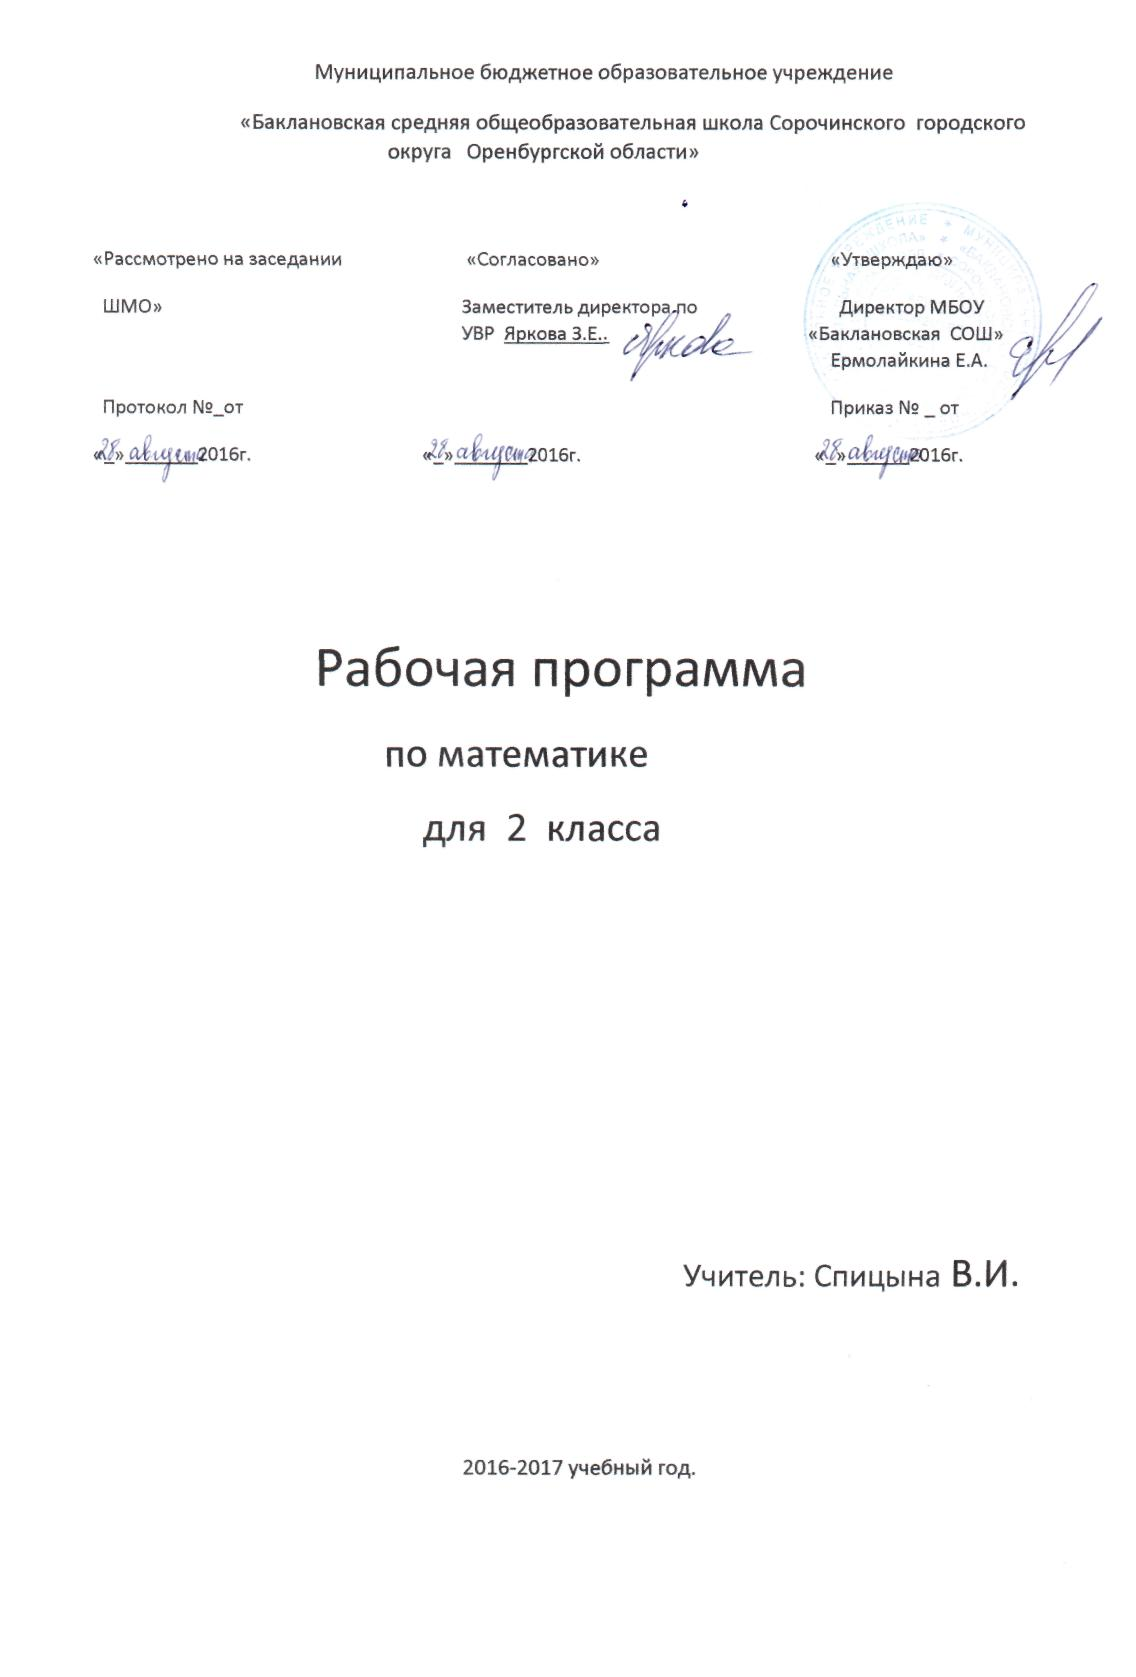 Муниципальное бюджетное образовательное учреждение
«Баклановская средняя общеобразовательная школа Сорочинского городского
округа Оренбургской области»
«Рассмотрено на заседании
ШМО»
Протокол №_от
«28» августа 2016г.
«Согласовано»
Заместитель директора по
УВР Яркова З.Е..
Яркова
«28» августа 2016г.
«Утверждаю»
Директор МБОУ
«Баклановская СОШ»
Ермолайкина Е.А.
Приказ № _ от
«28» августа 2016г.
Рабочая программа
по математике
для 2 класса
Учитель: Спицына В.И.
2016-2017 учебный год.